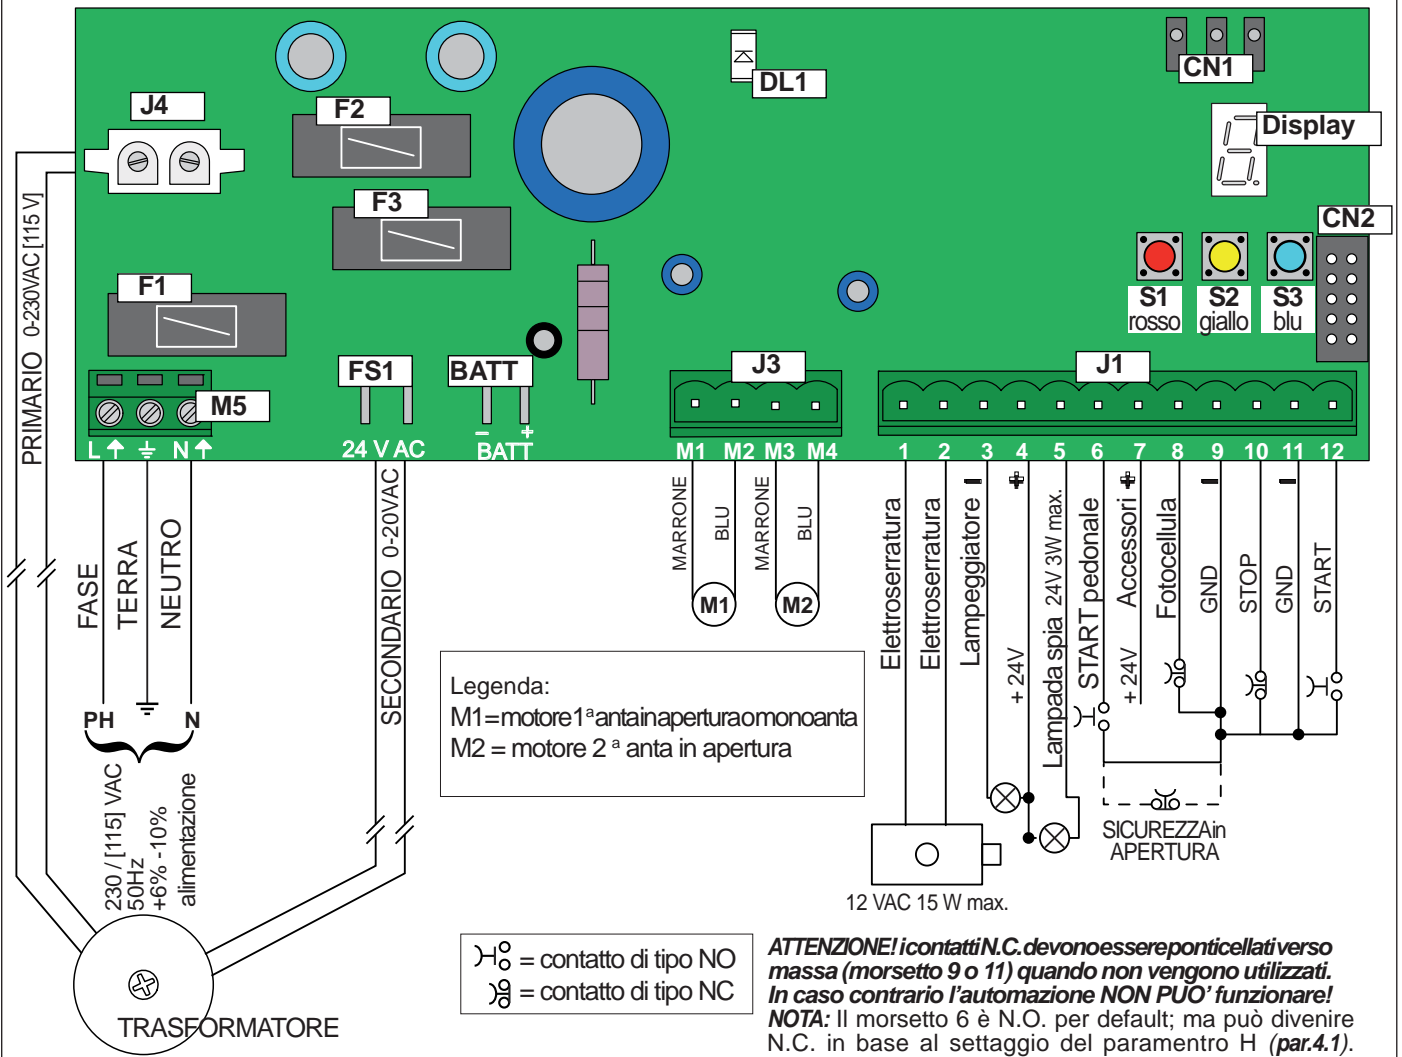 CN1
DL1
J4
F2
Display
F3
CN2
F1
S1 rosso
S2 giallo
S3 blu
FS1
BATT
J3
J1
M5
L N
24 V AC
- +
BATT
M1 M2 M3 M4
1 2 3 4 5 6 7 8 9 10 11 12
PRIMARIO 0-230VAC [115 V]
FASE
TERRA
NEUTRO
SECONDARIO 0-20VAC
MARRONE
BLU
MARRONE
BLU
M1
M2
Elettroserratura
Elettroserratura
Lampeggiatore
+ 24V
Lampada spia 24V 3W max.
START pedonale
+ 24V Accessori
Fotocellula
GND
STOP
GND
START
PH N
230 / [115] VAC
50Hz
+6% -10%
alimentazione
Legenda:
M1=motore1ªantainaperturaomonoanta
M2 = motore 2 ª anta in apertura
SICUREZZAin
APERTURA
12 VAC 15 W max.
TRASFORMATORE
= contatto di tipo NO
= contatto di tipo NC
ATTENZIONE! icontattiN.C.devonoessereponticellativerso
massa (morsetto 9 o 11) quando non vengono utilizzati.
In caso contrario l'automazione NON PUO' funzionare!
NOTA: Il morsetto 6 è N.O. per default; ma può divenire
N.C. in base al settaggio del paramentro H (par.4.1).